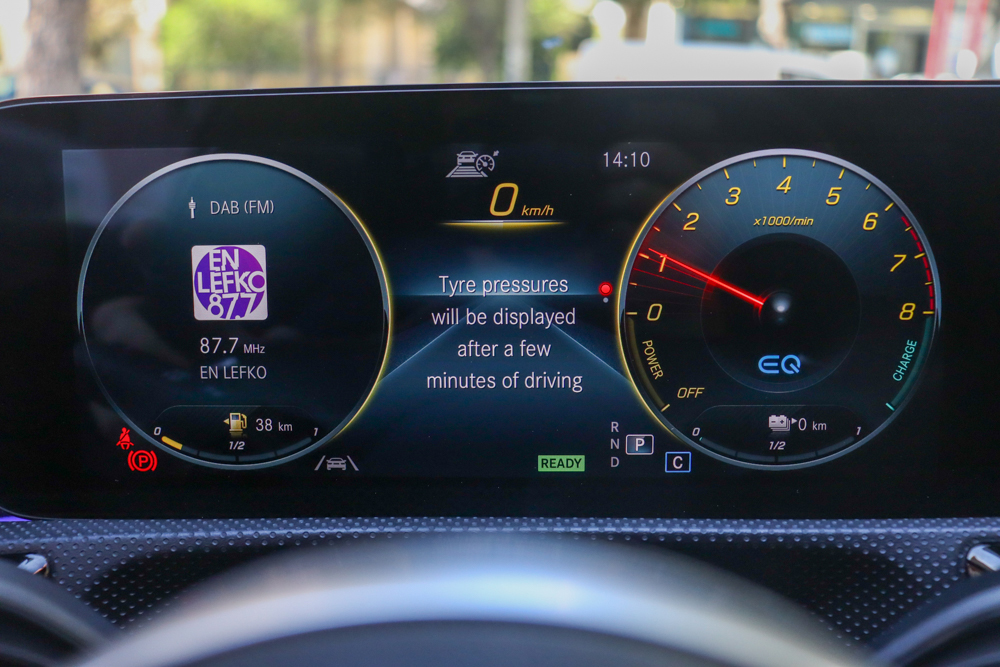 14:10
0 km/h
DAB (FM)
EN
LEFKO
87.7
87.7 MHz
EN LEFKO
38 km
0 1/2 1
Tyre pressures
will be displayed
after a few
minutes of driving
READY
R
N P
D
C
0 1 2 3 4 5 6 7 8
x1000/min
EQ
POWER
OFF
CHARGE
0 km
0 1/2 1